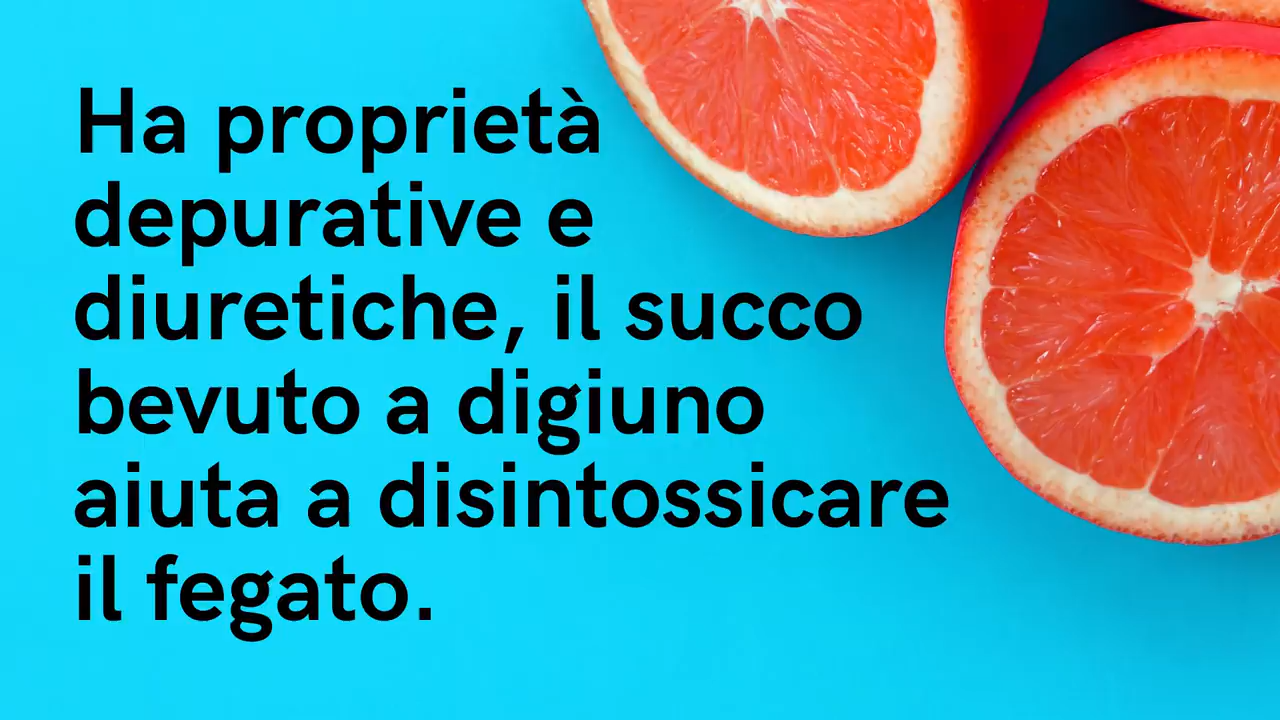 Ha proprietà
depurative e
diuretiche, il succo
bevuto a digiuno
aiuta a disintossicare
il fegato.